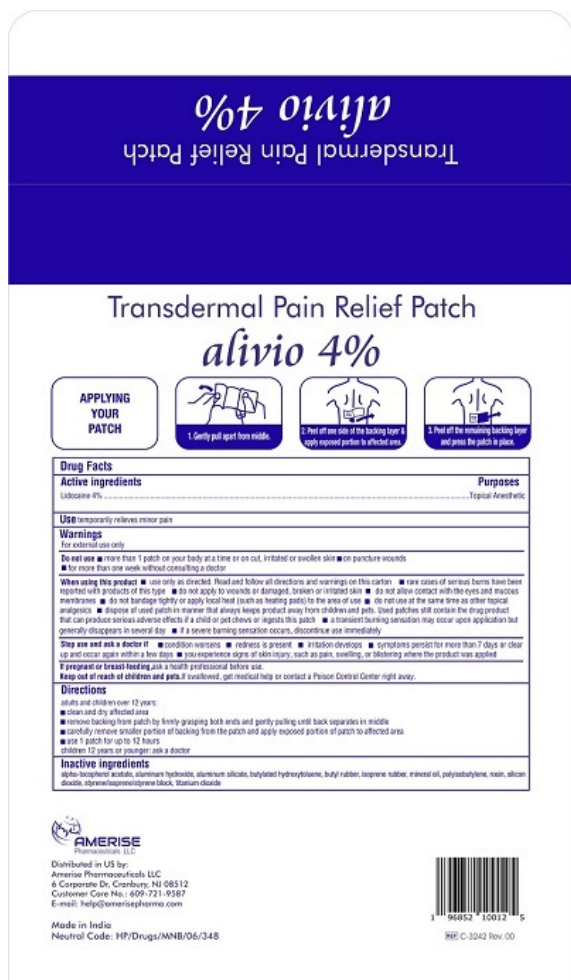 alivio 4%
Transdermal Pain Relief Patch
Transdermal Pain Relief Patch
alivio 4%
APPLYING
YOUR
PATCH
1. Gently pull apart from middle.
2. Peel off one side of the backing layer &
apply exposed portion to affected area.
3. Peel off the remaining backing layer
and press the patch in place.
Drug Facts
Active ingredients Purposes
Lidocaine 4%......Topical Anesthetic
Use temporarily relieves minor pain
Warnings
For external use only
Do not use ■ more than 1 patch on your body at a time or on cut, irritated or swollen skin ■ on puncture wounds
■ for more than one week without consulting a doctor
When using this product ■ use only as directed. Read and follow all directions and warnings on this carton ■ rare cases of serious burns have been
reported with products of this type ■ do not apply to wounds or damaged, broken or irritated skin ■ do not allow contact with the eyes and mucous
membranes ■ do not bandage tightly or apply local heat (such as heating pads) to the area of use ■ do not use at the same time as other topical
analgesics ■ dispose of used patch in manner that always keeps product away from children and pets. Used patches still contain the drug product
that can produce serious adverse effects if a child or pet chews or ingests this patch ■ a transient burning sensation may occur upon application but
generally disappears in several day ■ if a severe burning sensation occurs, discontinue use immediately
Stop use and ask a doctor if ■ condition worsens ■ redness is present ■ irritation develops ■ symptoms persist for more than 7 days or clear
up and occur again within a few days ■ you experience signs of skin injury, such as pain, swelling, or blistering where the product was applied
If pregnant or breast-feeding,ask a health professional before use.
Keep out of reach of children and pets.If swallowed, get medical help or contact a Poison Control Center right away.
Directions
adults and children over 12 years:
■ clean and dry affected area
■ remove backing from patch by firmly grasping both ends and gently pulling until back separates in middle
■ carefully remove smaller portion of backing from the patch and apply exposed portion of patch to affected area
■ use 1 patch for up to 12 hours
children 12 years or younger: ask a doctor
Inactive ingredients
alpha-tocopherol acetate, aluminum hydroxide, aluminum silicate, butylated hydroxytoluene, butyl rubber, isoprene rubber, mineral oil, polyisobutylene, rosin, silicon
dioxide, styrene/isoprene/styrene block, titanium dioxide
AMERISE
Pharmaceuticals LLC
Distributed in US by:
Amerise Pharmaceuticals LLC
6 Corporate Dr, Cranbury, NJ 08512
Customer Care No.: 609-721-9587
E-mail: help@amerisepharma.com
Made in India
Neutral Code: HP/Drugs/MNB/06/348
1 96852 10012 5
REF C-3242 Rev. 00